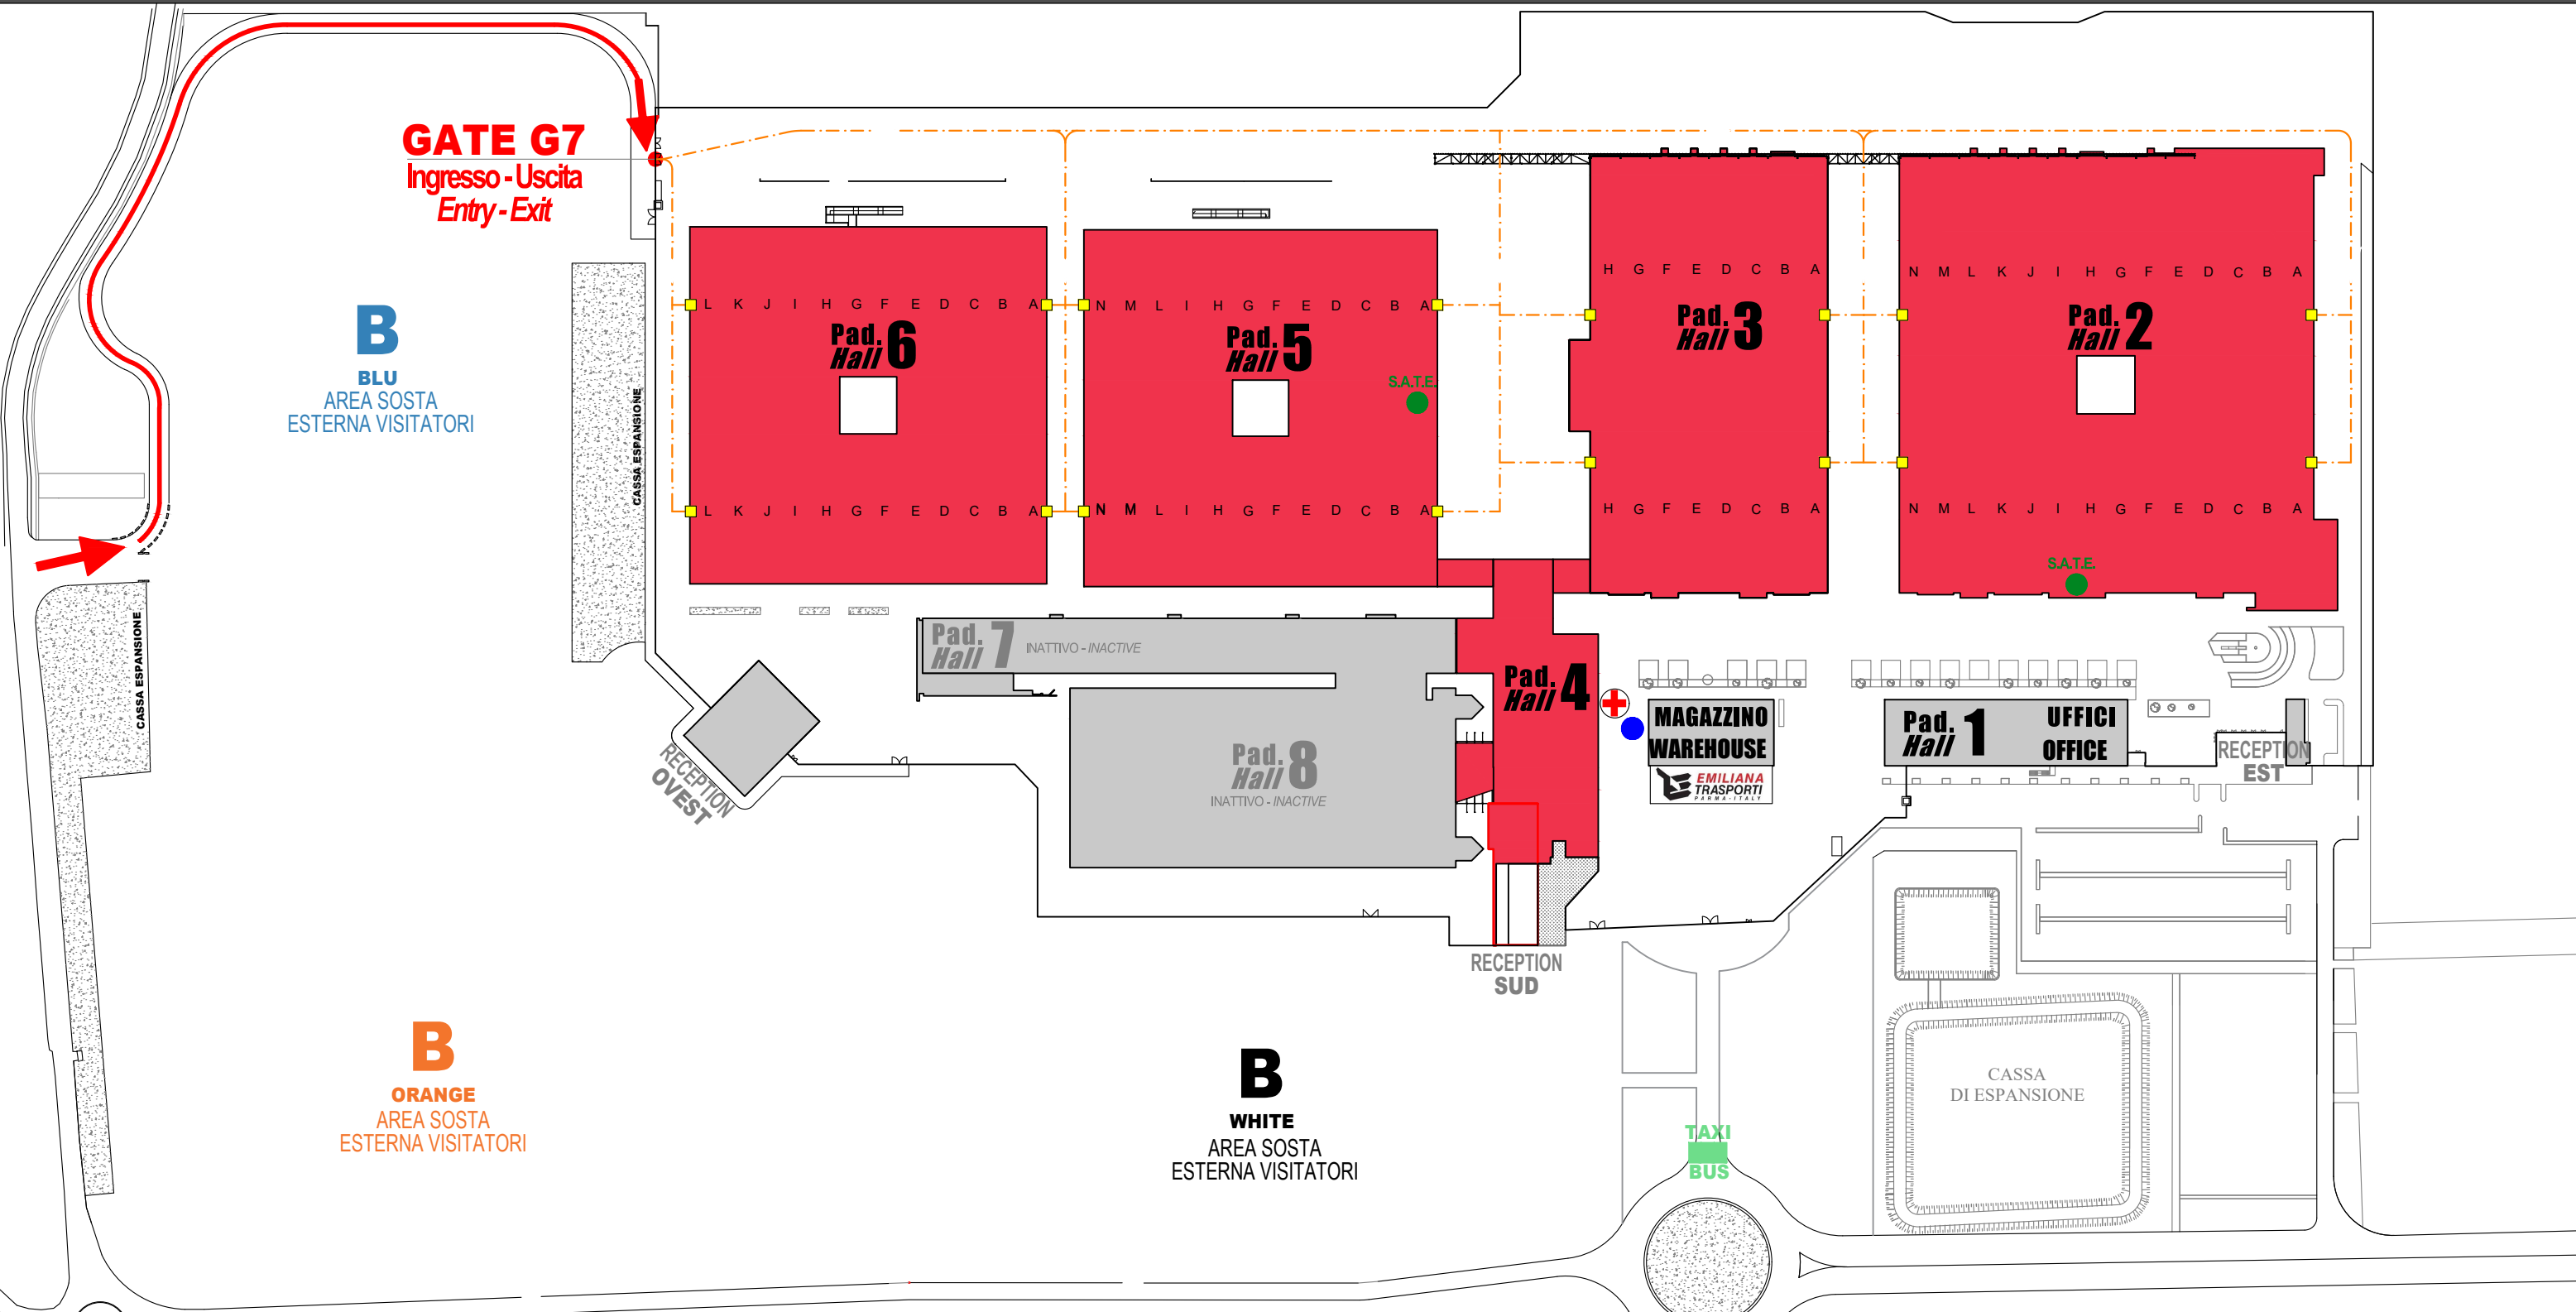 GATE G7
Ingresso - Uscita
Entry - Exit
B
BLU
AREA SOSTA
ESTERNA VISITATORI
CASSA ESPANSIONE
CASSA ESPANSIONE
L K J I H G F E D C B A
Pad.
Hall 6
L K J I H G F E D C B A
N M L I H G F E D C B A
Pad.
Hall 5
S.A.T.E.
N M L I H G F E D C B A
H G F E D C B A
Pad.
Hall 3
H G F E D C B A
N M L K J I H G F E D C B A
Pad.
Hall 2
N M L K J I H G F E D C B A
S.A.T.E.
Pad.
Hall 7
INATTIVO - INACTIVE
Pad.
Hall 4
MAGAZZINO
WAREHOUSE
EMILIANA
TRASPORTI
PARMA - ITALY
Pad.
Hall 1
UFFICI
OFFICE
RECEPTION
EST
RECEPTION
OVEST
Pad.
Hall 8
INATTIVO - INACTIVE
RECEPTION
SUD
B
ORANGE
AREA SOSTA
ESTERNA VISITATORI
B
WHITE
AREA SOSTA
ESTERNA VISITATORI
TAXI
BUS
CASSA
DI ESPANSIONE